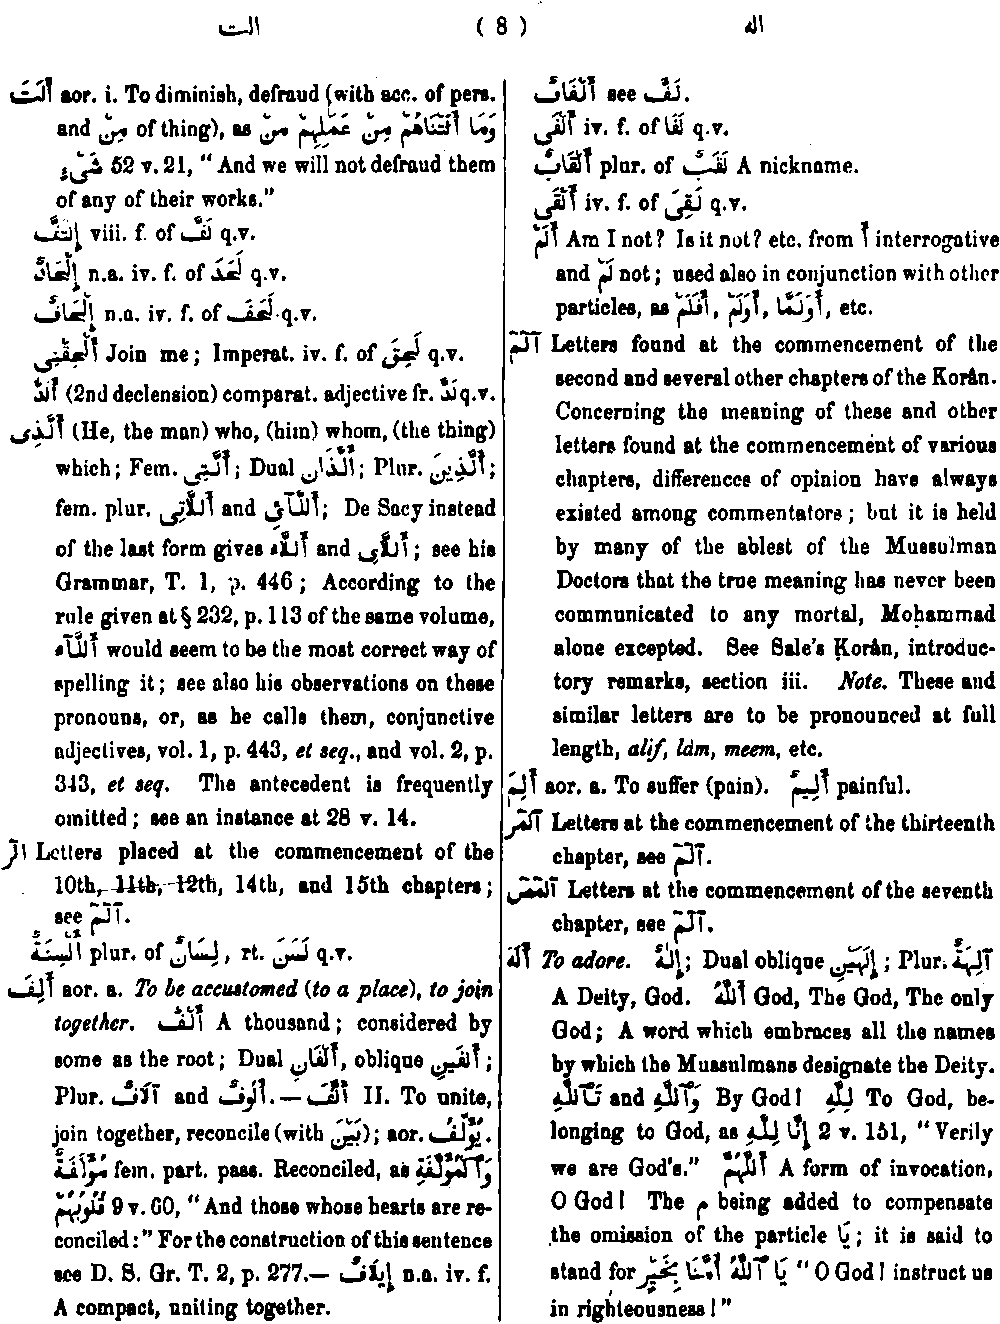 الت ( 8 ) اله
أَلَتَ aor. i. To diminish, defraud (with acc. of pers.
and مِنْ of thing), as وَمَا أَلَتْنَاهُمْ مِنْ عَمَلِهِمْ مِنْ
شَىْءٍ 52 v. 21, “And we will not defraud them
of any of their works.”
إِلْتَفَّ viii. f. of لَفَّ q.v.
إِلْحَادٌ n.a. iv. f. of لَحَدَ q.v.
إِلْحَافٌ n.a. iv. f. of لَحَفَ q.v.
أَلْحِقْنِي Join me; Imperat. iv. f. of لَحِقَ q.v.
أَلَدُّ (2nd declension) comparat. adjective fr. لَدَّ q.v.
أَلَّذِى (He, the man) who, (him) whom, (the thing)
which; Fem. أَلَّتِى; Dual أَللَّذَانِ; Plur. أَلَّذِينَ;
fem. plur. أَللَّاتِى and أَللَّآئِ; De Sacy instead
of the last form gives أَللَّاءِ and أَللَّاىِ; see his
Grammar, T. 1, p. 446; According to the
rule given at § 232, p. 113 of the same volume,
أَللَّآءِ would seem to be the most correct way of
spelling it; see also his observations on these
pronouns, or, as he calls them, conjunctive
adjectives, vol. 1, p. 443, et seq., and vol. 2, p.
343, et seq. The antecedent is frequently
omitted; see an instance at 28 v. 14.
الر Letters placed at the commencement of the
10th, 11th, 12th, 14th, and 15th chapters;
see آلٓمٓ.
أَلْسِنَةٌ plur. of لِسَانٌ, rt. لَسَنَ q.v.
أَلِفَ aor. a. To be accustomed (to a place), to join
together. أَلْفٌ A thousand; considered by
some as the root; Dual أَلْفَانِ, oblique أَلْفَيْنِ;
Plur. آلَافٌ and أُلُوفٌ.— أَلَّفَ II. To unite,
join together, reconcile (with بَيْنَ); aor. يُؤَلِّفُ.
مُؤَلَّفَةٌ fem. part. pass. Reconciled, as وَٱلْمُؤَلَّفَةِ
قُلُوبُهُمْ 9 v. 60, “And those whose hearts are re-
conciled:” For the construction of this sentence
see D. S. Gr. T. 2, p. 277.— إِيلَافٌ n.a. iv. f.
A compact, uniting together.
أَلْفَافٌ see لَفَّ.
أَلْفَى iv. f. of لَفَا q.v.
أَلْقَابٌ plur. of لَقَبٌ A nickname.
أَلْقَى iv. f. of لَقِىَ q.v.
أَلَمْ Am I not? Is it not? etc. from أَ interrogative
and لَمْ not; used also in conjunction with other
particles, as أَفَلَمْ, أَوَلَمْ, أَوَلَمَّا, etc.
آلٓمٓ Letters found at the commencement of the
second and several other chapters of the Korân.
Concerning the meaning of these and other
letters found at the commencement of various
chapters, differences of opinion have always
existed among commentators; but it is held
by many of the ablest of the Mussulman
Doctors that the true meaning has never been
communicated to any mortal, Moḥammad
alone excepted. See Sale’s Ḳorân, introduc-
tory remarks, section iii. Note. These and
similar letters are to be pronounced at full
length, alif, lâm, meem, etc.
أَلِمَ aor. a. To suffer (pain). أَلِيمٌ painful.
آلٓمٓرٰ Letters at the commencement of the thirteenth
chapter, see آلٓمٓ.
آلٓمٓصٓ Letters at the commencement of the seventh
chapter, see آلٓمٓ.
أَلَهَ To adore. إِلٰهٌ; Dual oblique إِلٰهَيْنِ; Plur. آلِهَةٌ
A Deity, God. أَللّٰهُ God, The God, The only
God; A word which embraces all the names
by which the Mussulmans designate the Deity.
تَٱللّٰهِ and وَٱللّٰهِ By God! لِلّٰهِ To God, be-
longing to God, as إِنَّا لِلّٰهِ 2 v. 151, “Verily
we are God’s.” أَللّٰهُمَّ A form of invocation,
O God! The م being added to compensate
the omission of the particle يَا; it is said to
stand for يَا أَللّٰهُ آمِنَّا بِخَيْرٍ “O God! instruct us
in righteousness!”